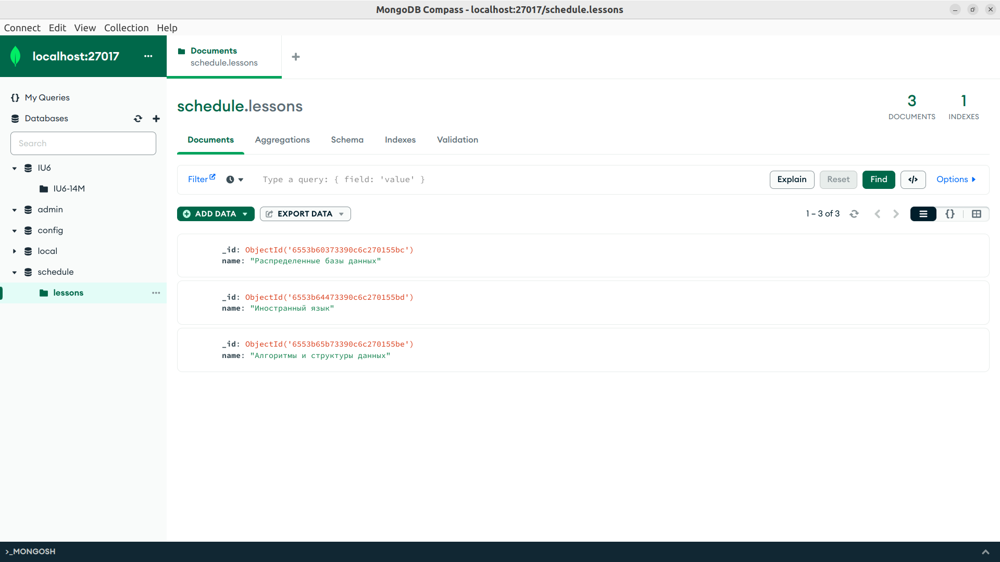 MongoDB Compass - localhost:27017/schedule.lessons
Connect Edit View Collection Help
localhost:27017
Documents
schedule.lessons
My Queries
Databases
Search
IU6
IU6-14M
admin
config
local
schedule
lessons
schedule.lessons
3
DOCUMENTS
1
INDEXES
Documents Aggregations Schema Indexes Validation
Filter Type a query: { field: 'value' } Explain Reset Find </> Options
ADD DATA EXPORT DATA 1 – 3 of 3 {}
_id: ObjectId('6553b60373390c6c270155bc')
name: "Распределенные базы данных"
_id: ObjectId('6553b64473390c6c270155bd')
name: "Иностранный язык"
_id: ObjectId('6553b65b73390c6c270155be')
name: "Алгоритмы и структуры данных"
>_MONGOSH